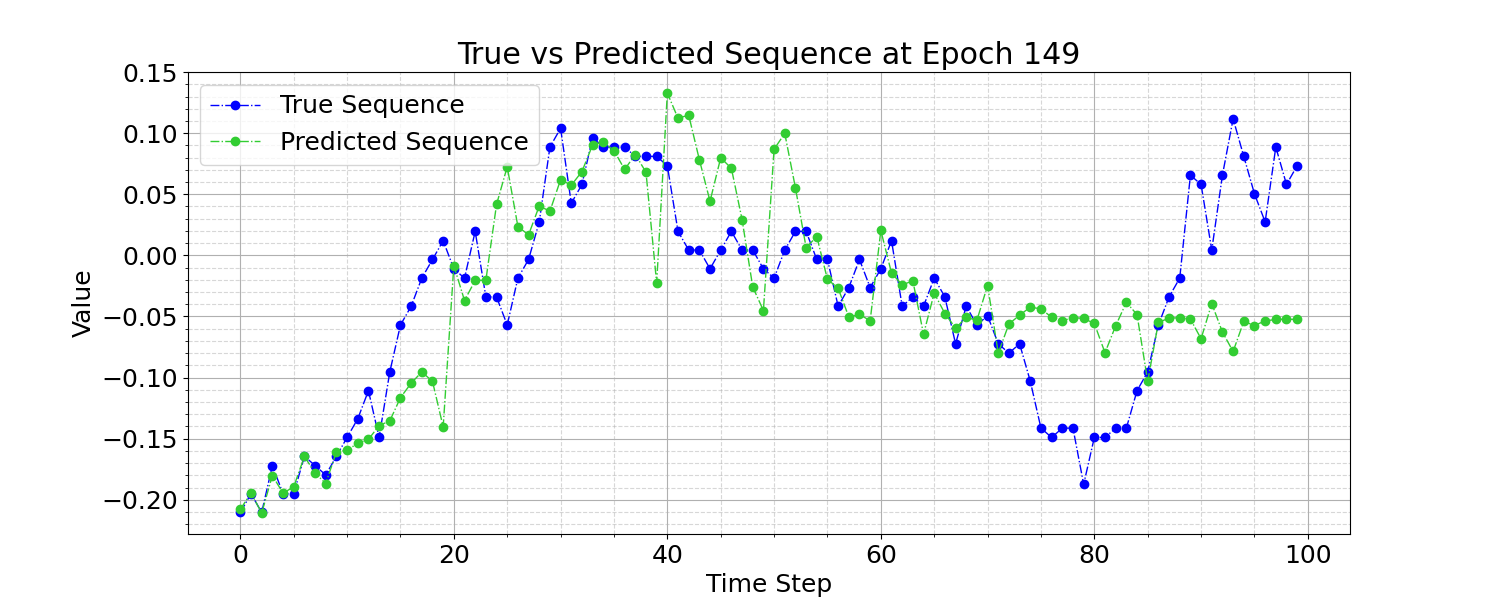 True vs Predicted Sequence at Epoch 149
True Sequence
Predicted Sequence
0.15
0.10
0.05
0.00
−0.05
−0.10
−0.15
−0.20
Value
0 20 40 60 80 100
Time Step